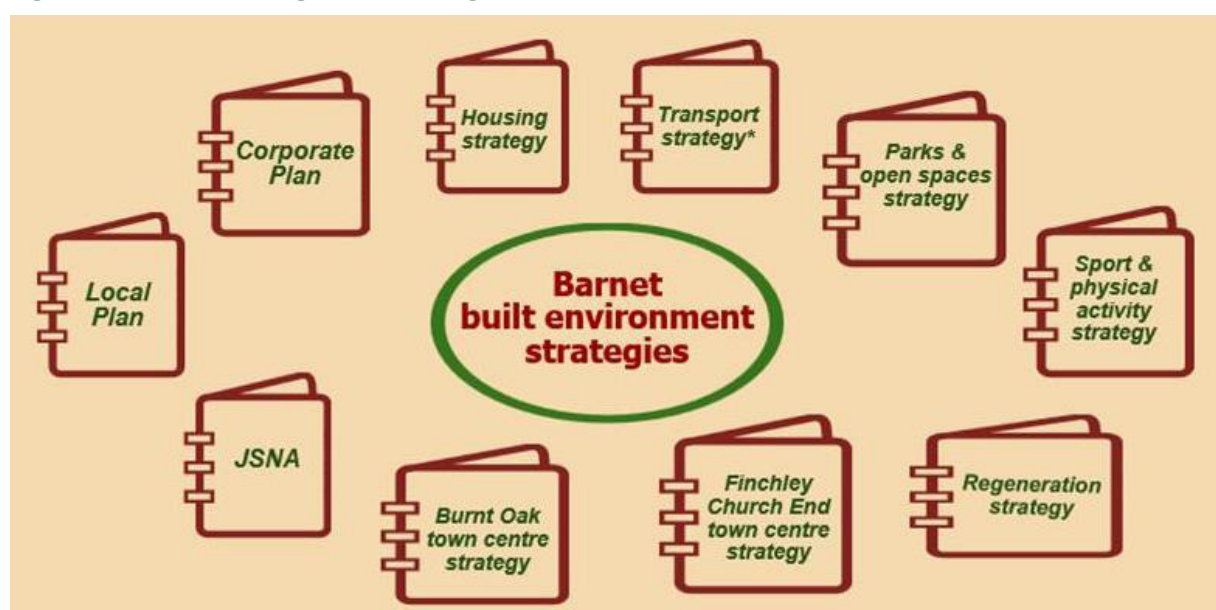 Housing
strategy
Transport
strategy*
Corporate
Plan
Parks &
open spaces
strategy
Local
Plan
Sport &
physical
activity
strategy
Barnet
built environment
strategies
JSNA
Burnt Oak
town centre
strategy
Finchley
Church End
town centre
strategy
Regeneration
strategy